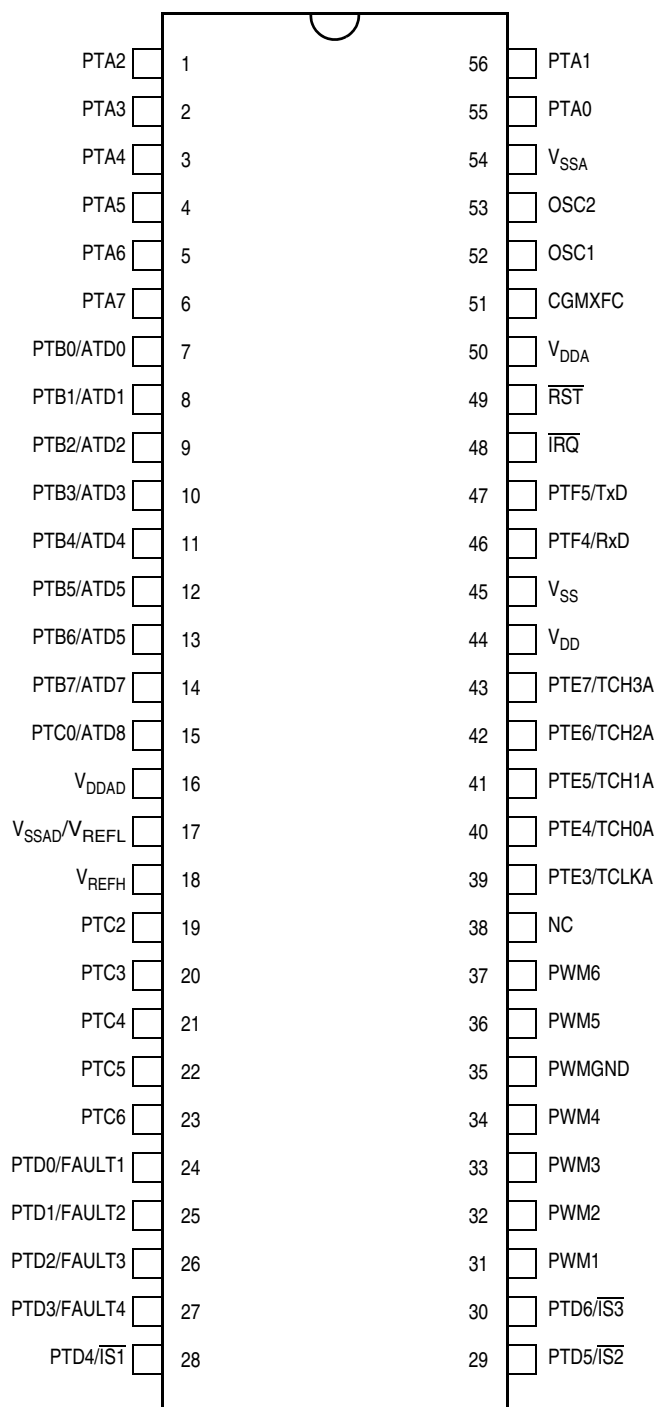 PTA2 1 56 PTA1
PTA3 2 55 PTA0
PTA4 3 54 VSSA
PTA5 4 53 OSC2
PTA6 5 52 OSC1
PTA7 6 51 CGMXFC
PTB0/ATD0 7 50 VDDA
PTB1/ATD1 8 49 R̅S̅T̅
PTB2/ATD2 9 48 I̅R̅Q̅
PTB3/ATD3 10 47 PTF5/TxD
PTB4/ATD4 11 46 PTF4/RxD
PTB5/ATD5 12 45 VSS
PTB6/ATD5 13 44 VDD
PTB7/ATD7 14 43 PTE7/TCH3A
PTC0/ATD8 15 42 PTE6/TCH2A
VDDAD 16 41 PTE5/TCH1A
VSSAD/VREFL 17 40 PTE4/TCH0A
VREFH 18 39 PTE3/TCLKA
PTC2 19 38 NC
PTC3 20 37 PWM6
PTC4 21 36 PWM5
PTC5 22 35 PWMGND
PTC6 23 34 PWM4
PTD0/FAULT1 24 33 PWM3
PTD1/FAULT2 25 32 PWM2
PTD2/FAULT3 26 31 PWM1
PTD3/FAULT4 27 30 PTD6/I̅S̅3̅
PTD4/I̅S̅1̅ 28 29 PTD5/I̅S̅2̅